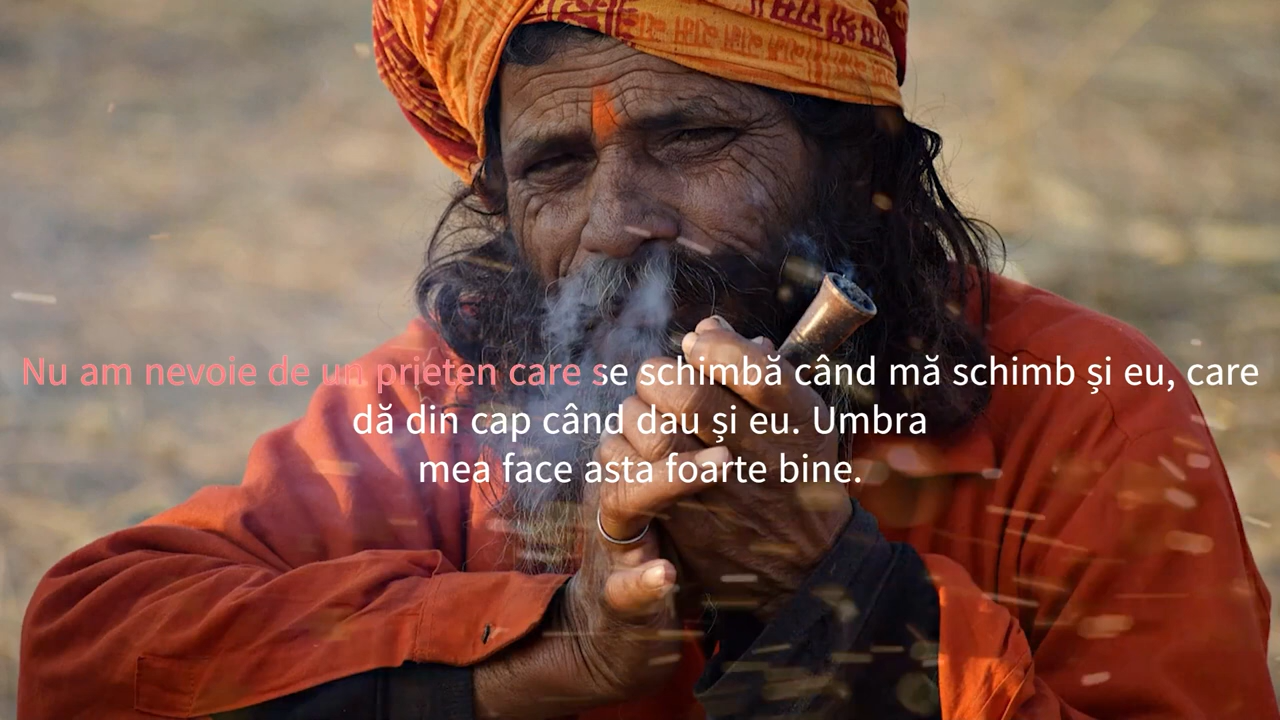 Nu am nevoie de un prieten care se schimbă când mă schimb și eu, care
dă din cap când dau și eu. Umbra
mea face asta foarte bine.